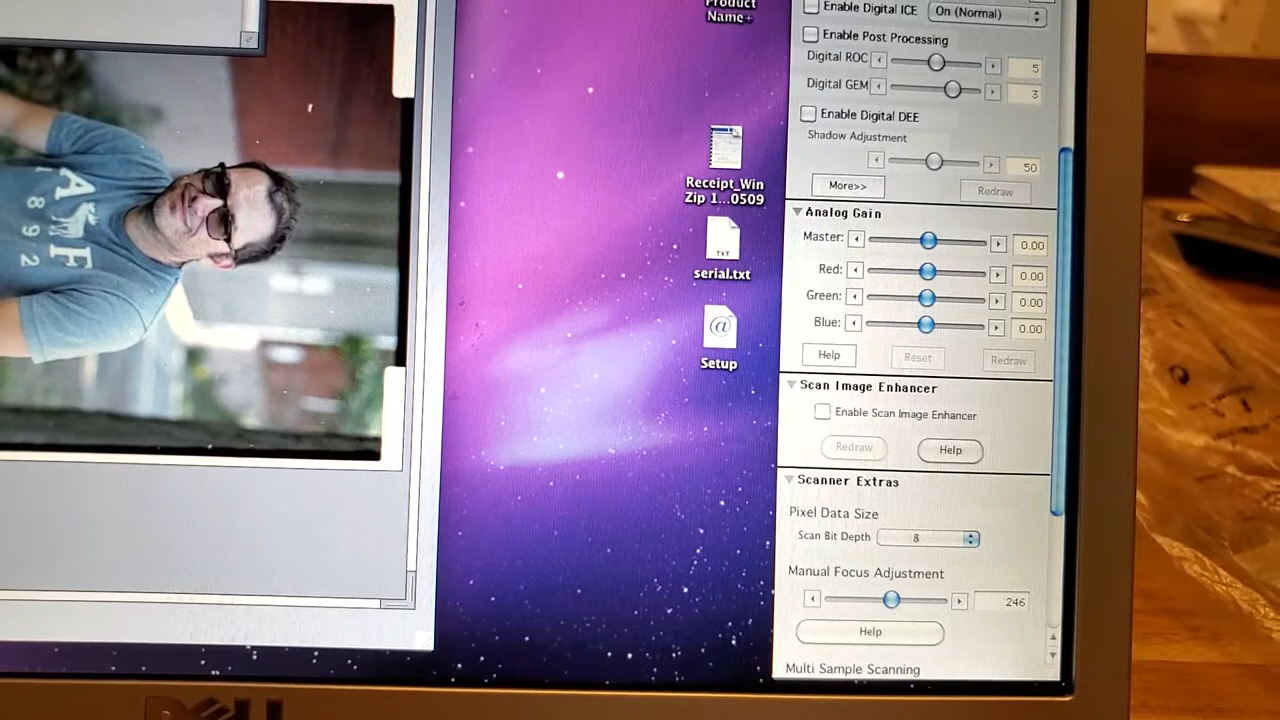 Product
Name+
Receipt_Win
Zip 1...0509
TXT
serial.txt
@
Setup
Enable Digital ICE On (Normal)
Enable Post Processing
Digital ROC 5
Digital GEM 3
Enable Digital DEE
Shadow Adjustment
50
More>> Redraw
Analog Gain
Master: 0.00
Red: 0.00
Green: 0.00
Blue: 0.00
Help Reset Redraw
Scan Image Enhancer
Enable Scan Image Enhancer
Redraw Help
Scanner Extras
Pixel Data Size
Scan Bit Depth 8
Manual Focus Adjustment
246
Help
Multi Sample Scanning
A F
1892
DELL